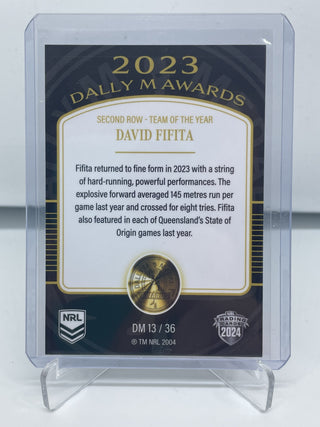 2023
DALLY M AWARDS
SECOND ROW - TEAM OF THE YEAR
DAVID FIFITA
Fifita returned to fine form in 2023 with a string
of hard-running, powerful performances. The
explosive forward averaged 145 metres run per
game last year and crossed for eight tries. Fifita
also featured in each of Queensland's State of
Origin games last year.
NRL
DM 13 / 36
® TM NRL 2004
NRL
TRADING
CARDS
2024